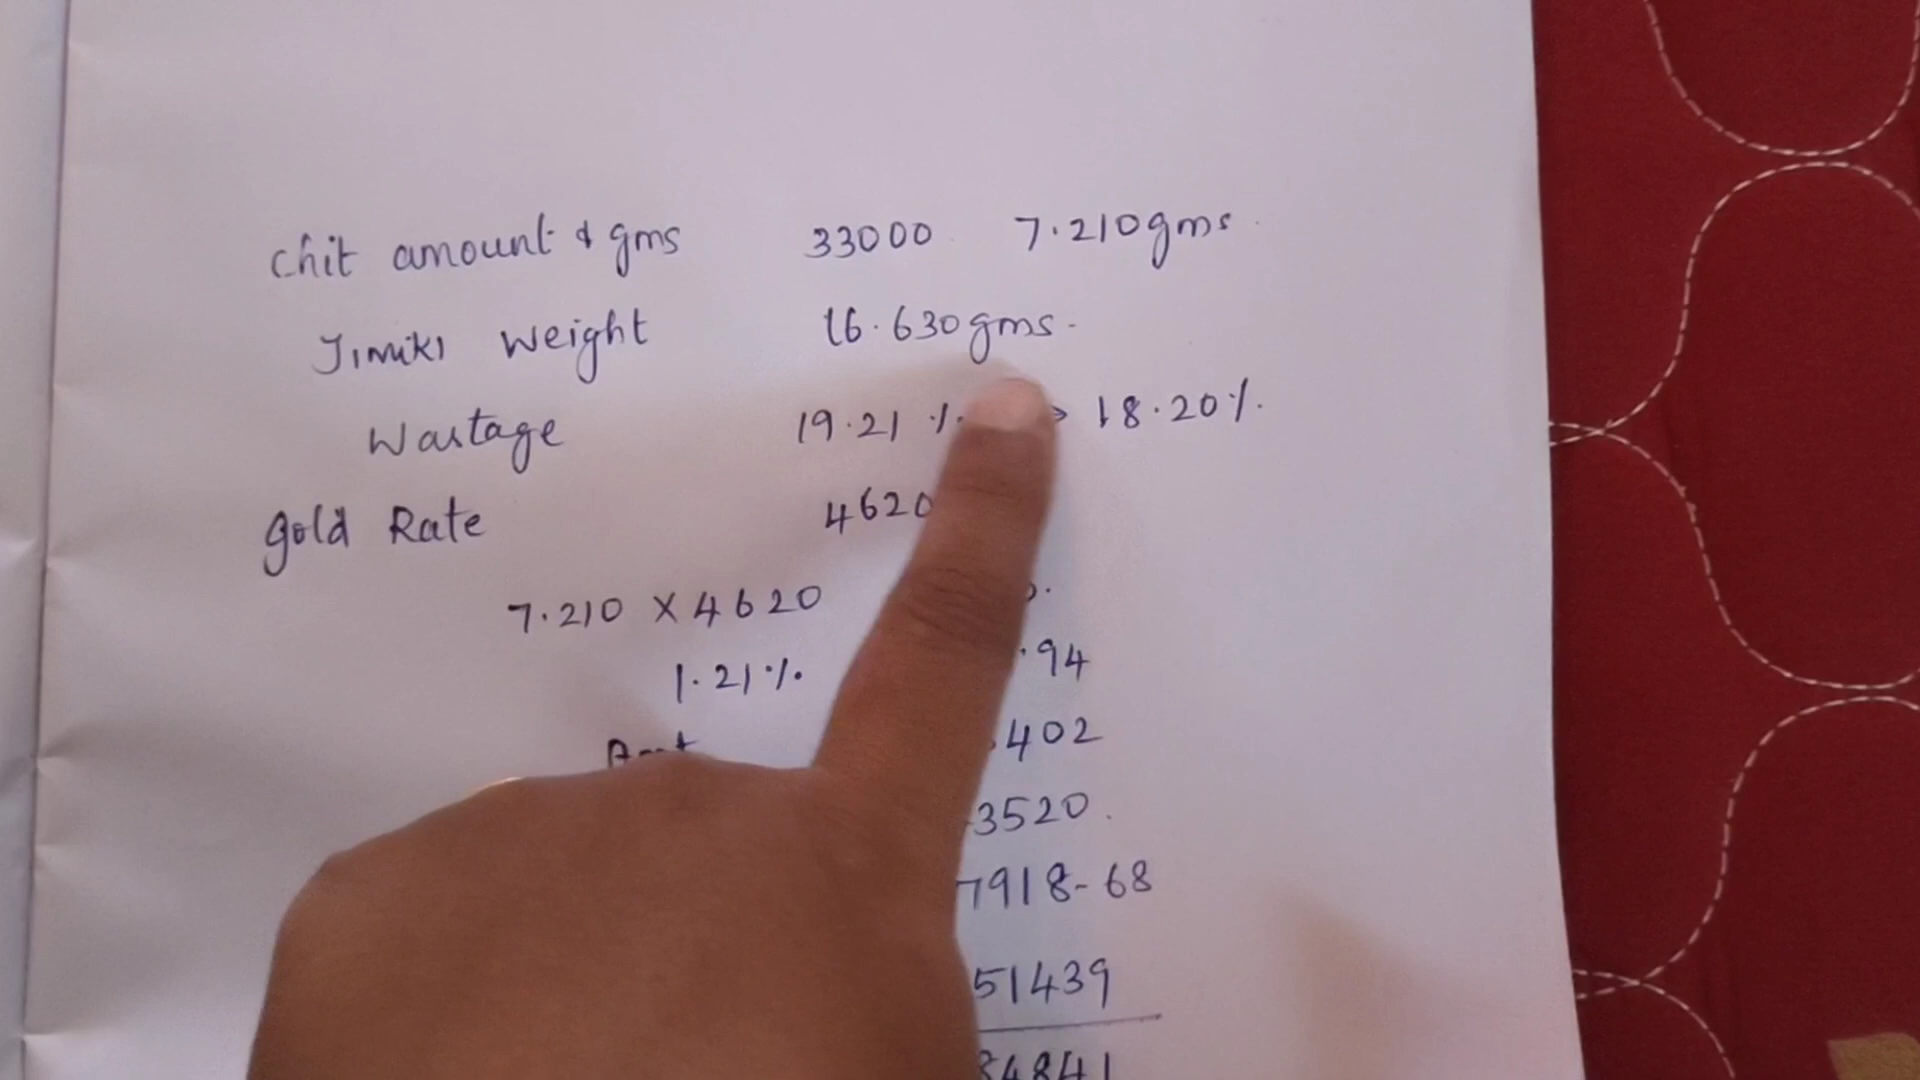 Chit amount & gms 33000 7.210gms
Jimiki weight 16.630gms.
Wastage 19.21 % 18.20%.
gold Rate 4620
7.210 X 4620
1.21% .94
402
3520.
7918-68
51439
84841